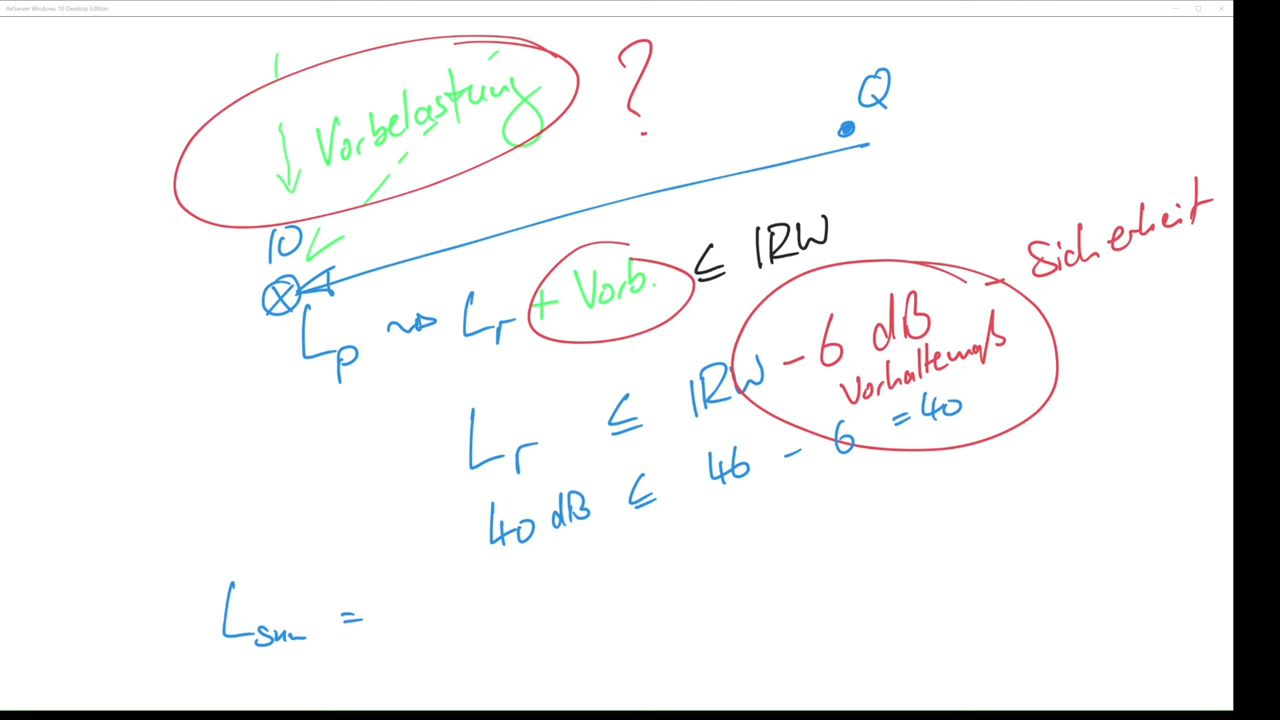 AirServer Windows 10 Desktop Edition
Vorbelastung ?
Q
IO
Sicherheit
Lp ⇝ Lr + Vorb. ≤ IRW
Lr ≤ IRW - 6 dB
Vorhaltemaß
40 dB ≤ 46 - 6 = 40
Lsum =